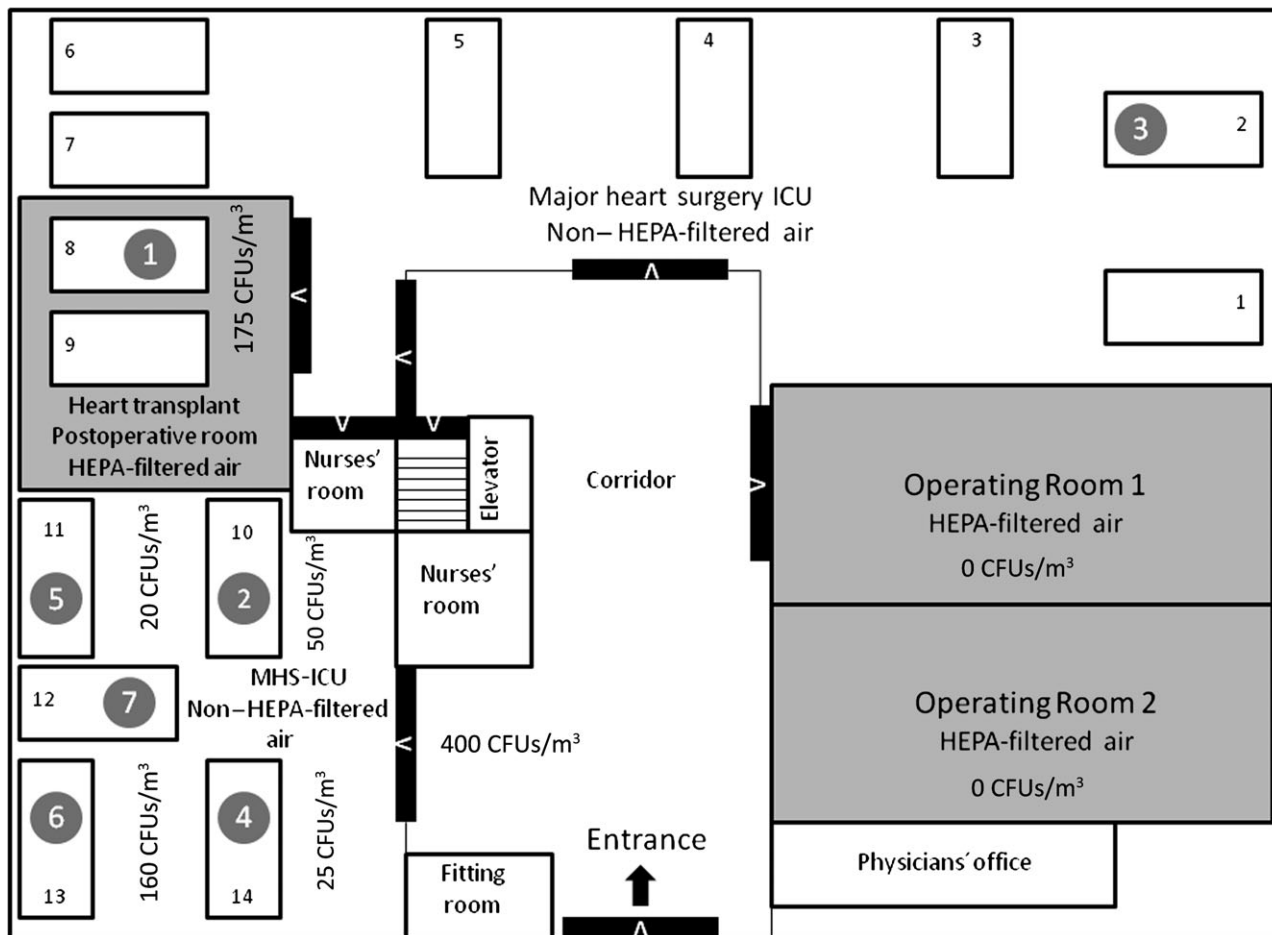 6
5
4
3
3
2
7
Major heart surgery ICU
Non–HEPA-filtered air
8
1
175 CFUs/m³
<
^
1
9
<
Heart transplant
Postoperative room
HEPA-filtered air
v
v
Nurses'
room
Elevator
Corridor
>
Operating Room 1
HEPA-filtered air
0 CFUs/m³
11
5
20 CFUs/m³
10
2
50 CFUs/m³
Nurses'
room
12
7
MHS-ICU
Non–HEPA-filtered
air
<
400 CFUs/m³
Operating Room 2
HEPA-filtered air
0 CFUs/m³
6
13
160 CFUs/m³
4
14
25 CFUs/m³
Fitting
room
Entrance
^
Physicians´office